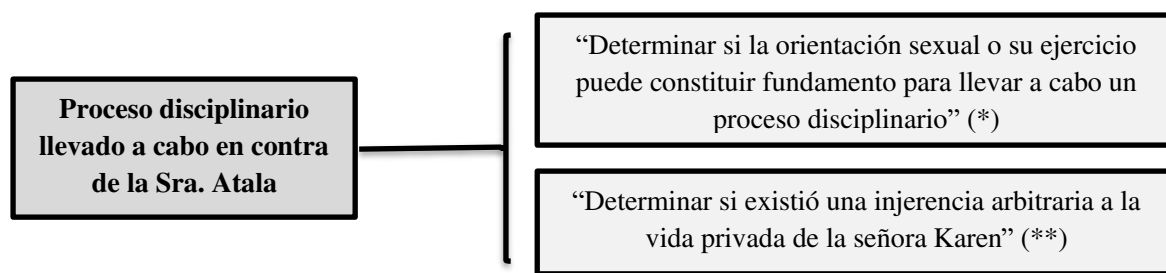 Proceso disciplinario
llevado a cabo en contra
de la Sra. Atala
“Determinar si la orientación sexual o su ejercicio
puede constituir fundamento para llevar a cabo un
proceso disciplinario” (*)
“Determinar si existió una injerencia arbitraria a la
vida privada de la señora Karen” (**)